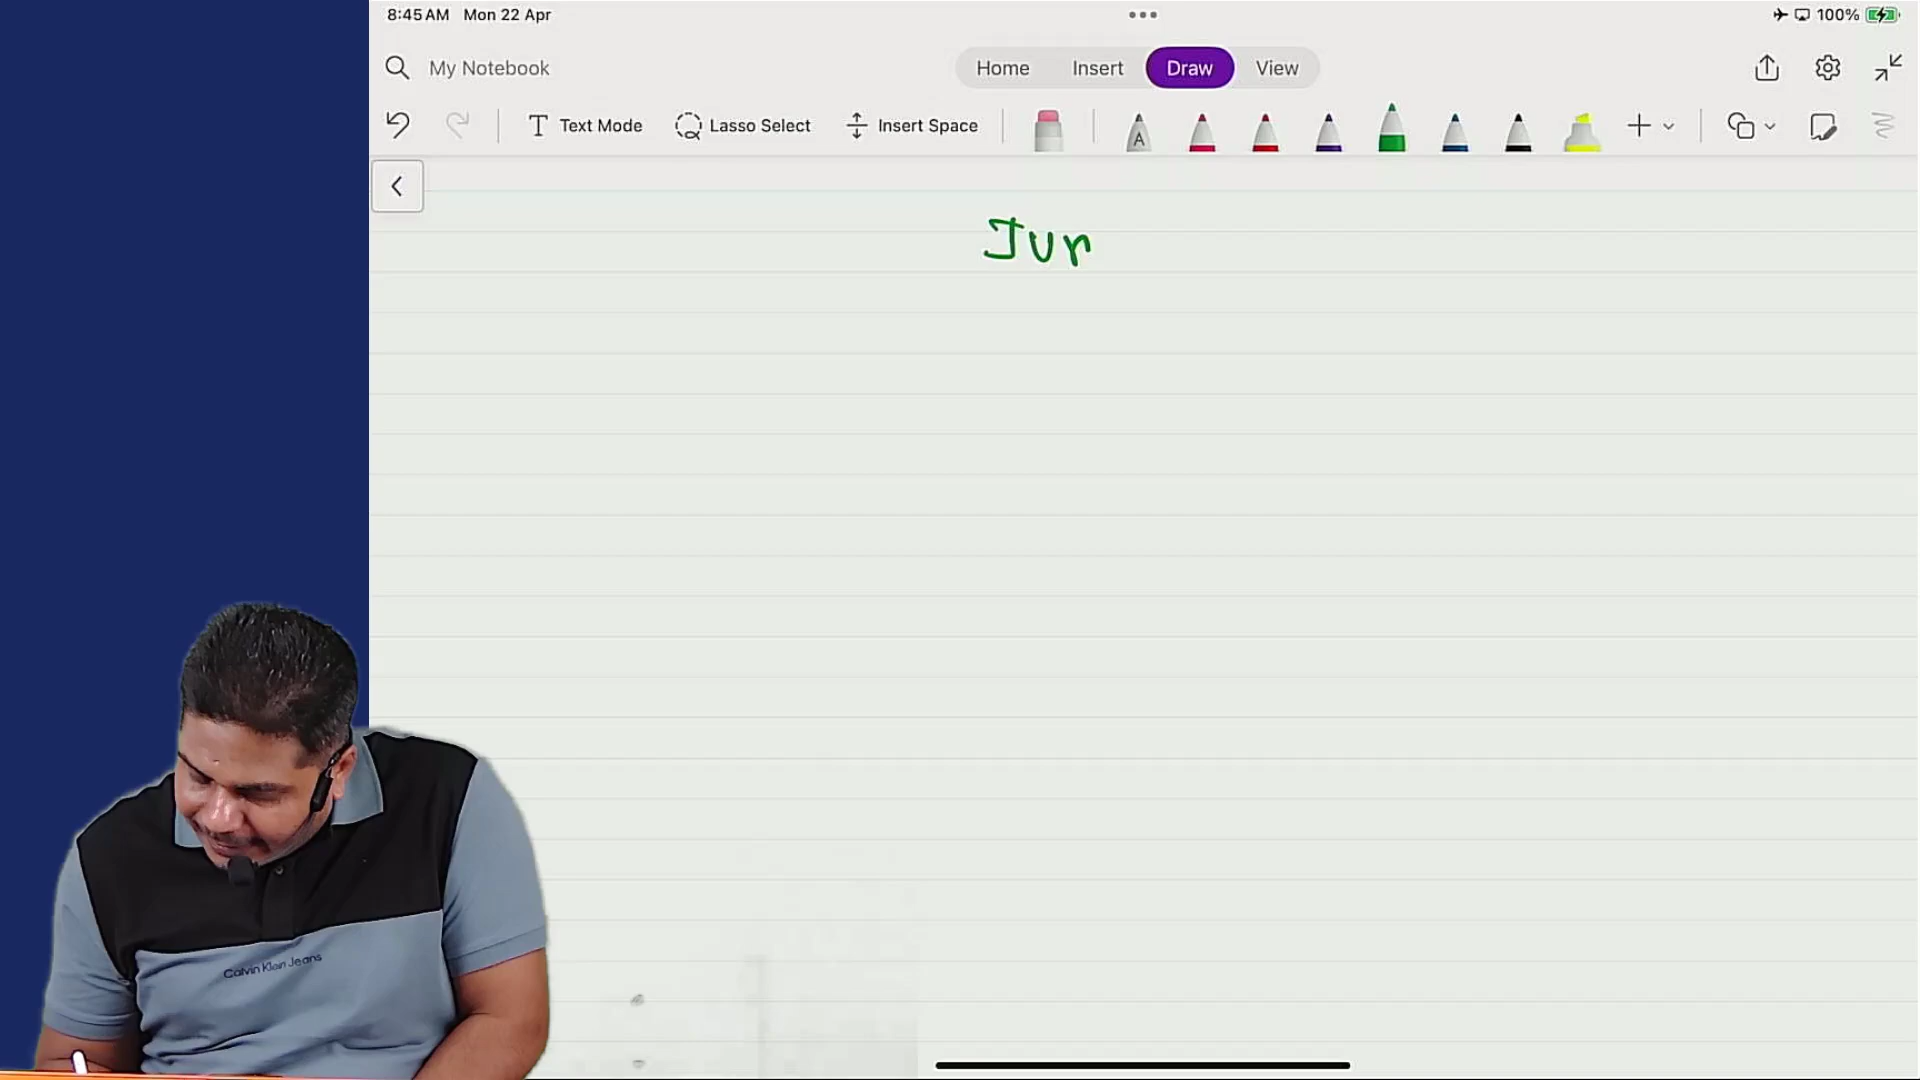 8:45 AM Mon 22 Apr
100%
My Notebook
Home Insert Draw View
Text Mode Lasso Select Insert Space
A
Jur
Calvin Klein Jeans